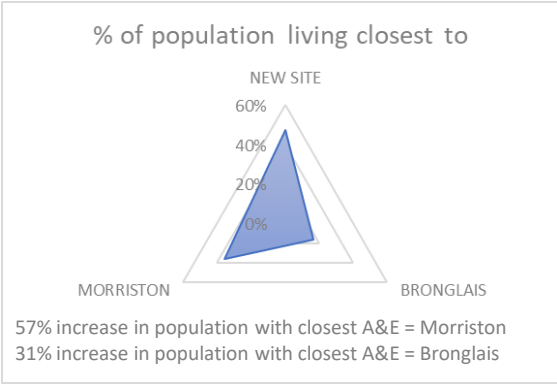 % of population living closest to
NEW SITE
60%
40%
20%
0%
MORRISTON
BRONGLAIS
57% increase in population with closest A&E = Morriston
31% increase in population with closest A&E = Bronglais